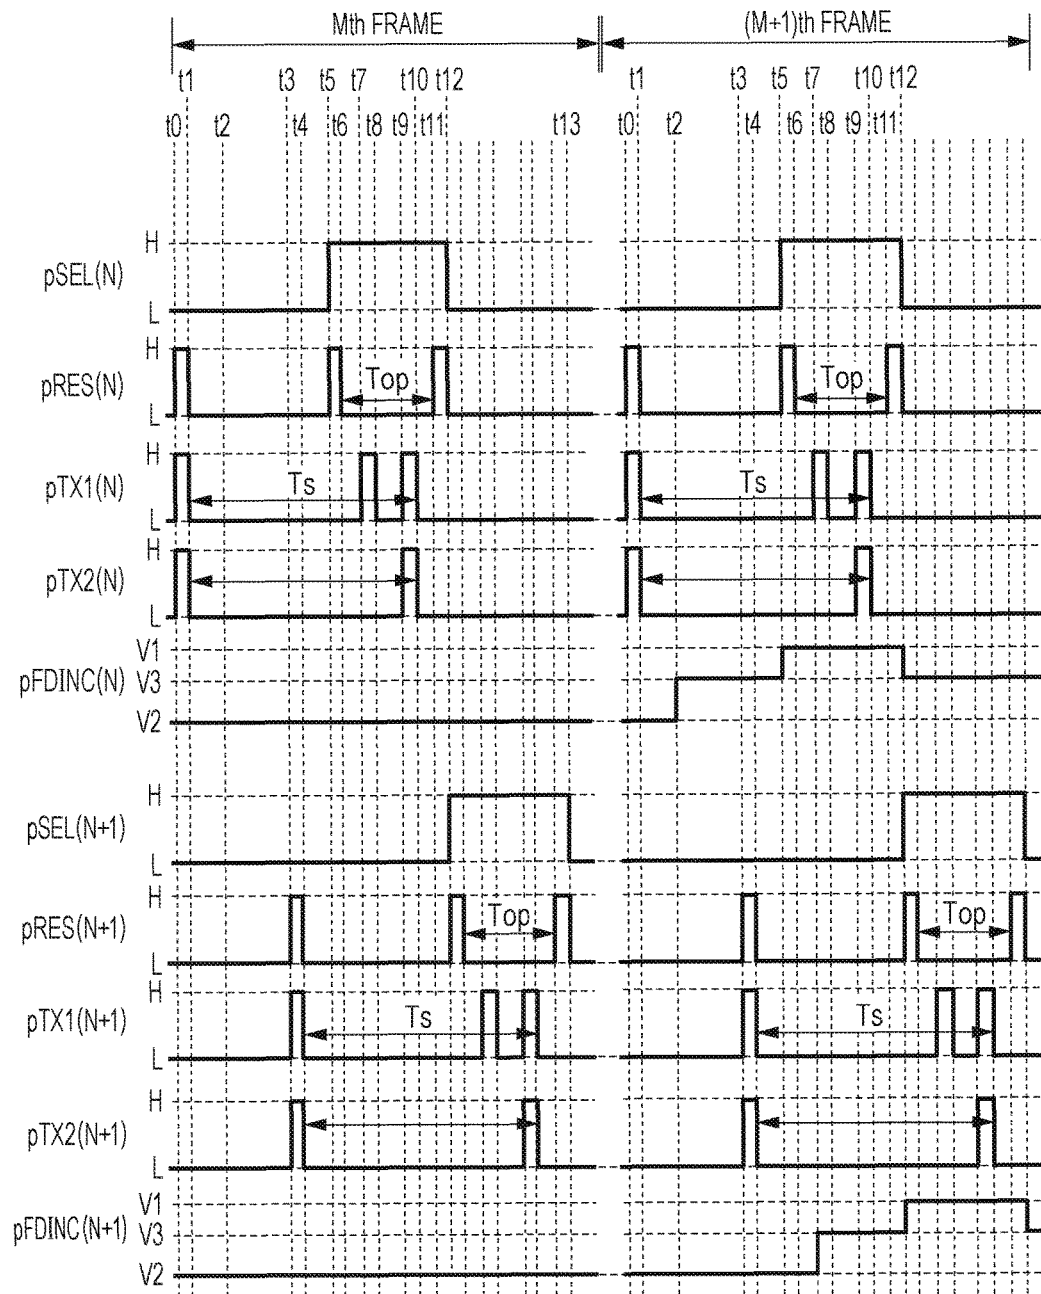 Mth FRAME (M+1)th FRAME
t1 t3 t5 t7 t10 t12 t1 t3 t5 t7 t10 t12
t0 t2 t4 t6 t8 t9 t11 t13 t0 t2 t4 t6 t8 t9 t11
H
pSEL(N)
L
H
pRES(N) Top Top
L
H
pTX1(N) Ts Ts
L
H
pTX2(N)
L
V1
pFDINC(N) V3
V2
H
pSEL(N+1)
L
H
pRES(N+1) Top Top
L
H
pTX1(N+1) Ts Ts
L
H
pTX2(N+1)
L
V1
pFDINC(N+1) V3
V2